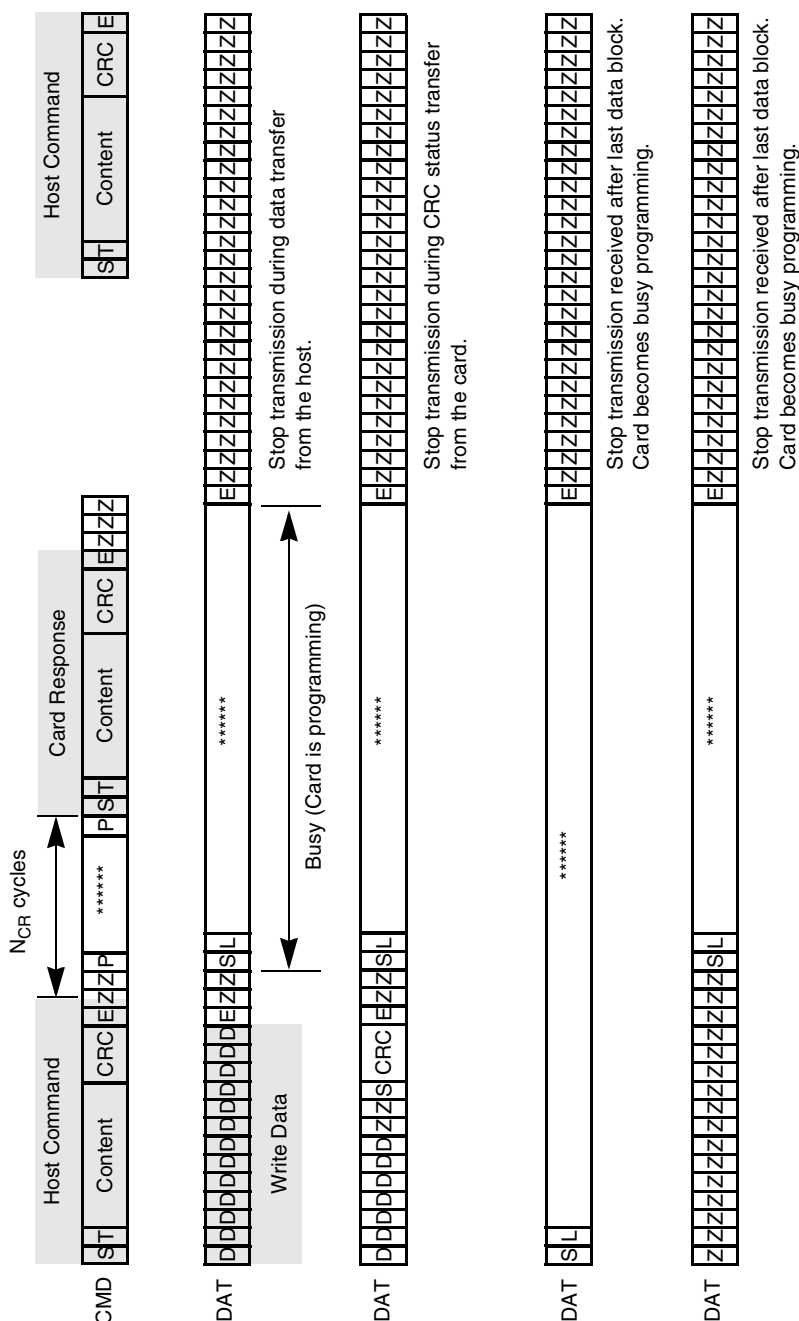 N_CR cycles
Host Command Card Response Host Command
CMD S T Content CRC E Z Z P ****** P S T Content CRC E Z Z Z S T Content CRC E
DAT D D D D D D D D D D D D D E Z Z S L ****** E Z Z Z Z Z Z Z Z Z Z Z Z Z Z Z Z Z Z Z Z Z Z Z Z Z Z
Write Data
Busy (Card is programming)
Stop transmission during data transfer
from the host.
DAT D D D D D D D Z Z S CRC E Z Z S L ****** E Z Z Z Z Z Z Z Z Z Z Z Z Z Z Z Z Z Z Z Z Z Z Z Z Z Z
Stop transmission during CRC status transfer
from the card.
DAT S L ****** E Z Z Z Z Z Z Z Z Z Z Z Z Z Z Z Z Z Z Z Z Z Z Z Z Z Z
Stop transmission received after last data block.
Card becomes busy programming.
DAT Z Z Z Z Z Z Z Z Z Z Z Z Z Z Z Z S L ****** E Z Z Z Z Z Z Z Z Z Z Z Z Z Z Z Z Z Z Z Z Z Z Z Z Z Z
Stop transmission received after last data block.
Card becomes busy programming.